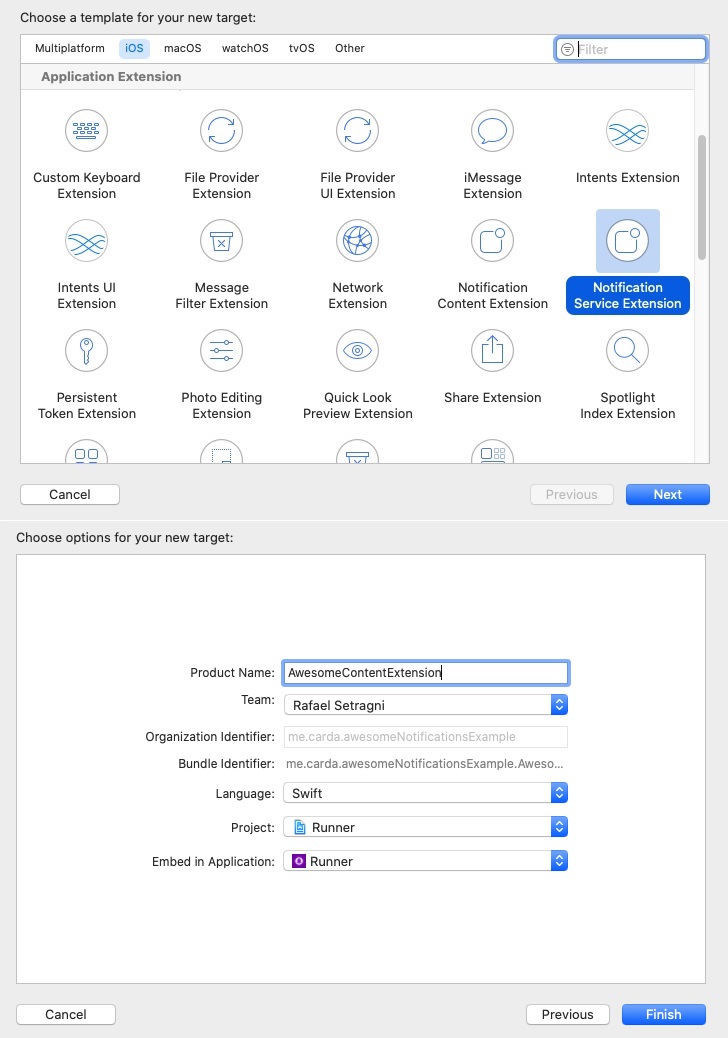 Choose a template for your new target:
Multiplatform iOS macOS watchOS tvOS Other Filter
Application Extension
Custom Keyboard Extension
File Provider Extension
File Provider UI Extension
iMessage Extension
Intents Extension
Intents UI Extension
Message Filter Extension
Network Extension
Notification Content Extension
Notification Service Extension
Persistent Token Extension
Photo Editing Extension
Quick Look Preview Extension
Share Extension
Spotlight Index Extension
Cancel Previous Next
Choose options for your new target:
Product Name: AwesomeContentExtension
Team: Rafael Setragni
Organization Identifier: me.carda.awesomeNotificationsExample
Bundle Identifier: me.carda.awesomeNotificationsExample.Aweso...
Language: Swift
Project: Runner
Embed in Application: Runner
Cancel Previous Finish